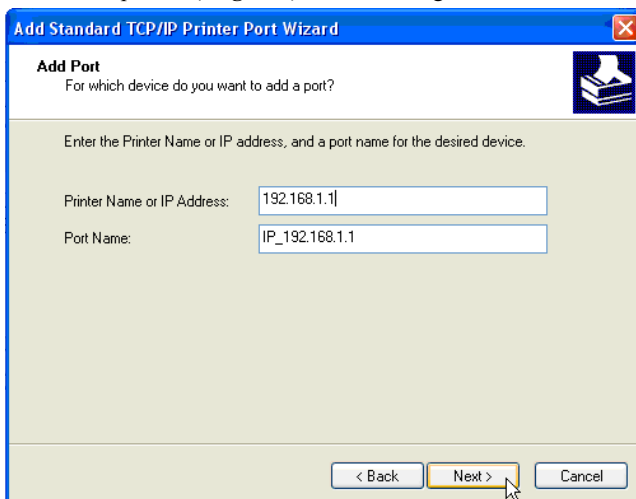 Add Standard TCP/IP Printer Port Wizard
Add Port
For which device do you want to add a port?
Enter the Printer Name or IP address, and a port name for the desired device.
Printer Name or IP Address: 192.168.1.1
Port Name: IP_192.168.1.1
< Back Next > Cancel